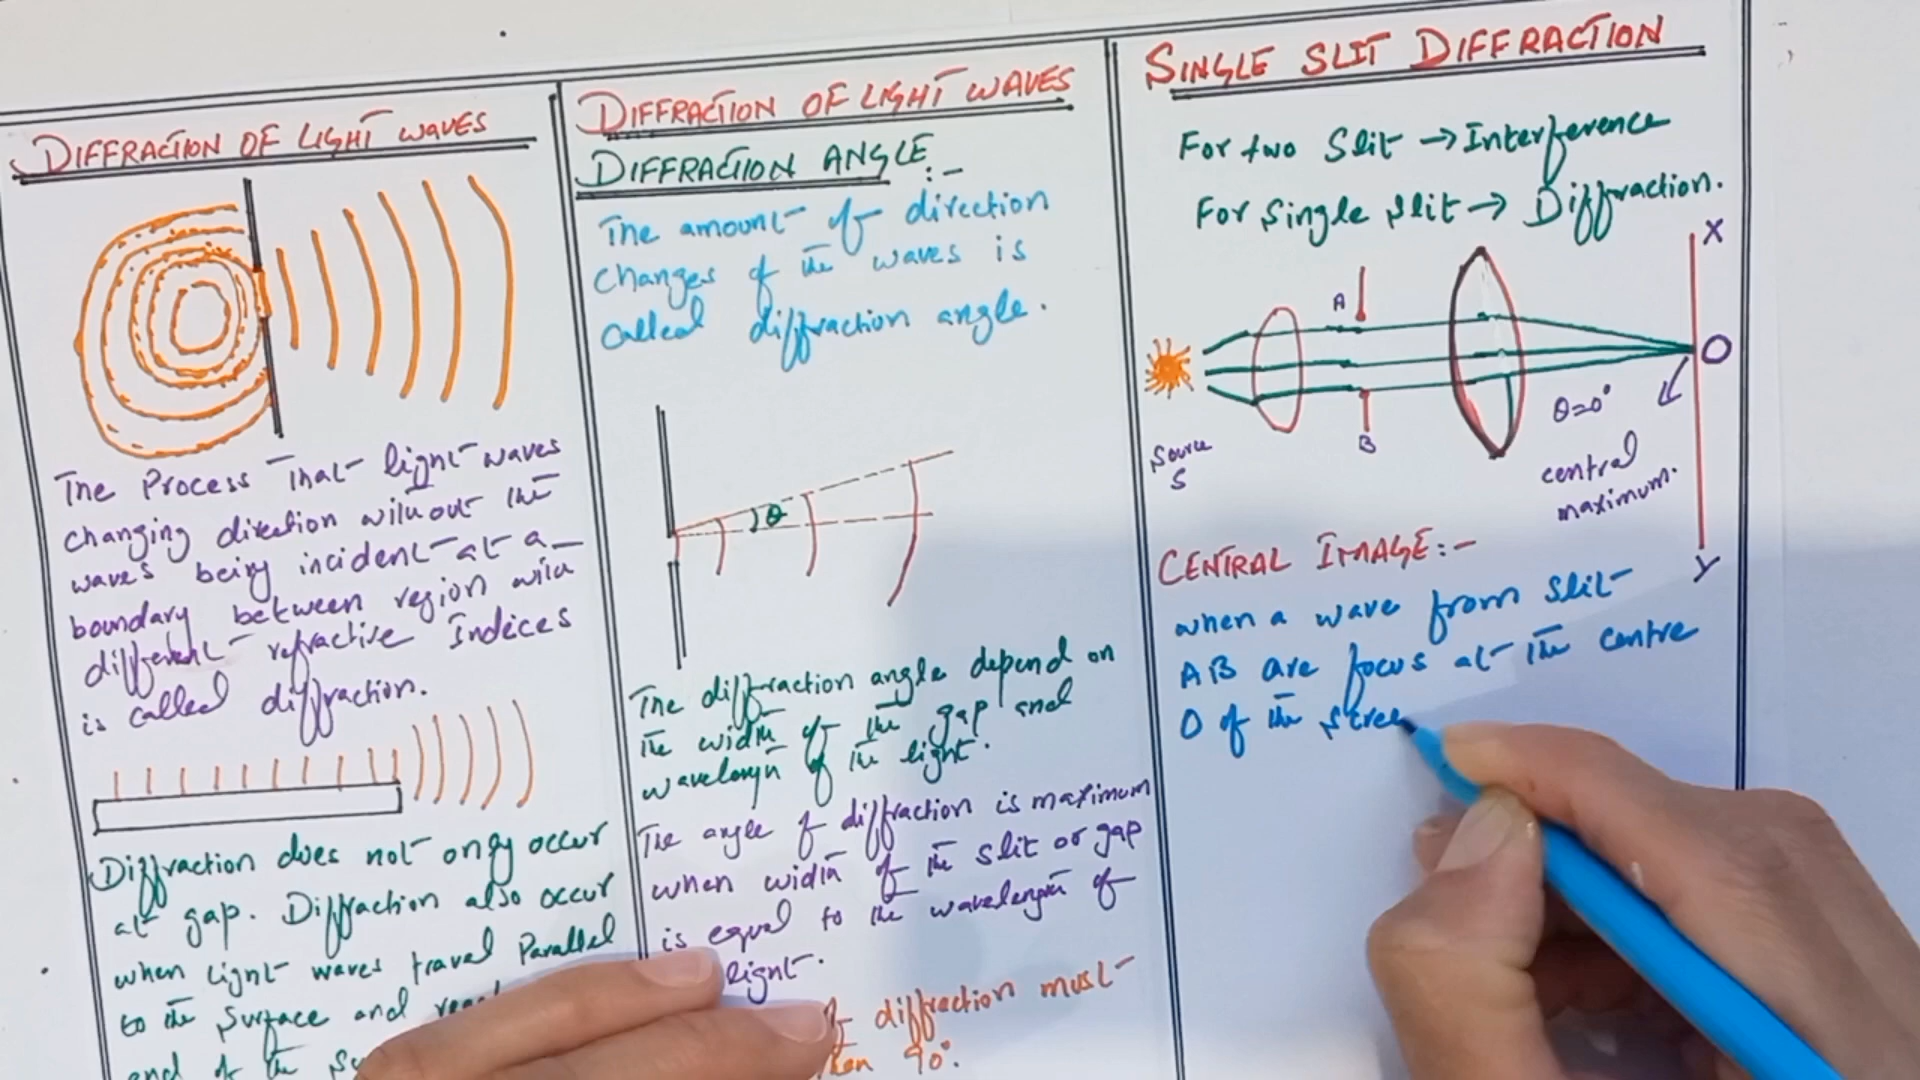 DIFFRACTION OF LIGHT WAVES
The Process That light waves
changing direction without the
waves being incident at a
boundary between region with
different refractive Indices
is called diffraction.
Diffraction does not ongy occur
at gap. Diffraction also occur
when light waves travel Parallel
to the surface and
end of the
DIFFRACTION OF LIGHT WAVES
DIFFRACTION ANGLE:-
The amount of direction
changes of the waves is
called diffraction angle.
θ
The diffraction angle depend on
the width of the gap and
wavelength of the light.
The angle of diffraction is maximum
when width of the slit or gap
is equal to the wavelength of
light.
of diffraction must
90°.
SINGLE SLIT DIFFRACTION
For two Slit → Interference
For Single Slit → Diffraction.
X
A
O
θ=0°
B
Source
S
central
maximum.
Y
CENTRAL IMAGE:-
when a wave from slit
AB are focus at the centre
O of the scree